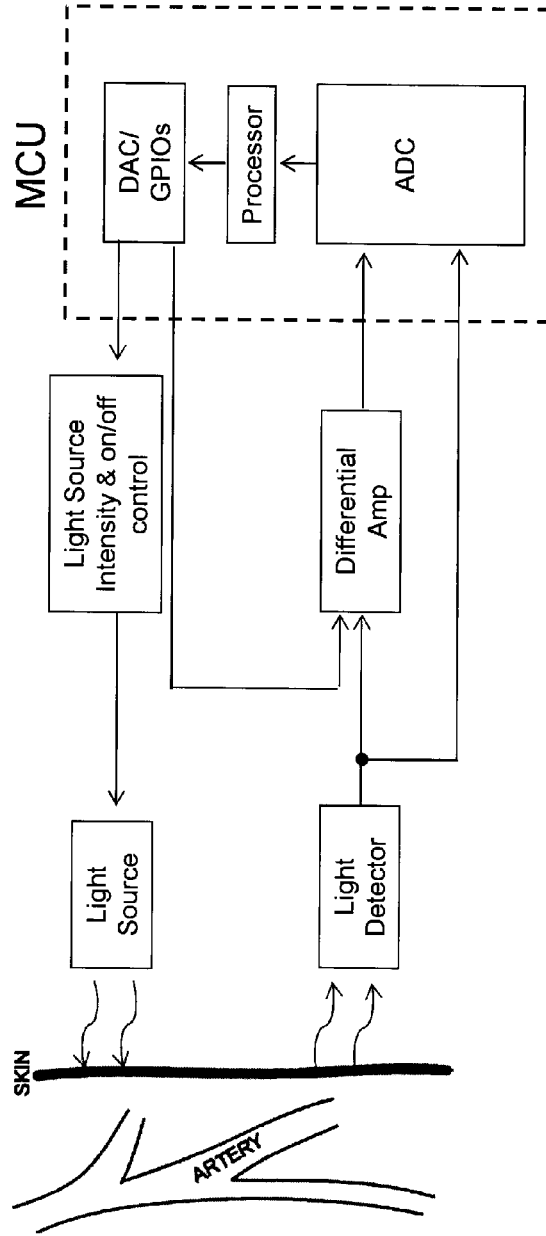 MCU
DAC/
GPIOs
Processor
ADC
Light Source
Intensity & on/off
control
Differential
Amp
Light
Source
Light
Detector
SKIN
ARTERY